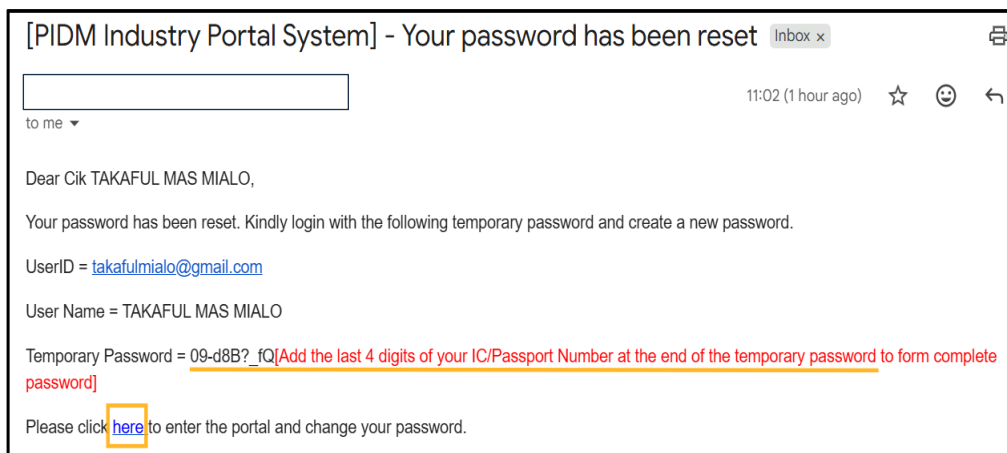 [PIDM Industry Portal System] - Your password has been reset Inbox x
11:02 (1 hour ago)
to me
Dear Cik TAKAFUL MAS MIALO,
Your password has been reset. Kindly login with the following temporary password and create a new password.
UserID = takafulmialo@gmail.com
User Name = TAKAFUL MAS MIALO
Temporary Password = 09-d8B?_fQ[Add the last 4 digits of your IC/Passport Number at the end of the temporary password to form complete
password]
Please click here to enter the portal and change your password.